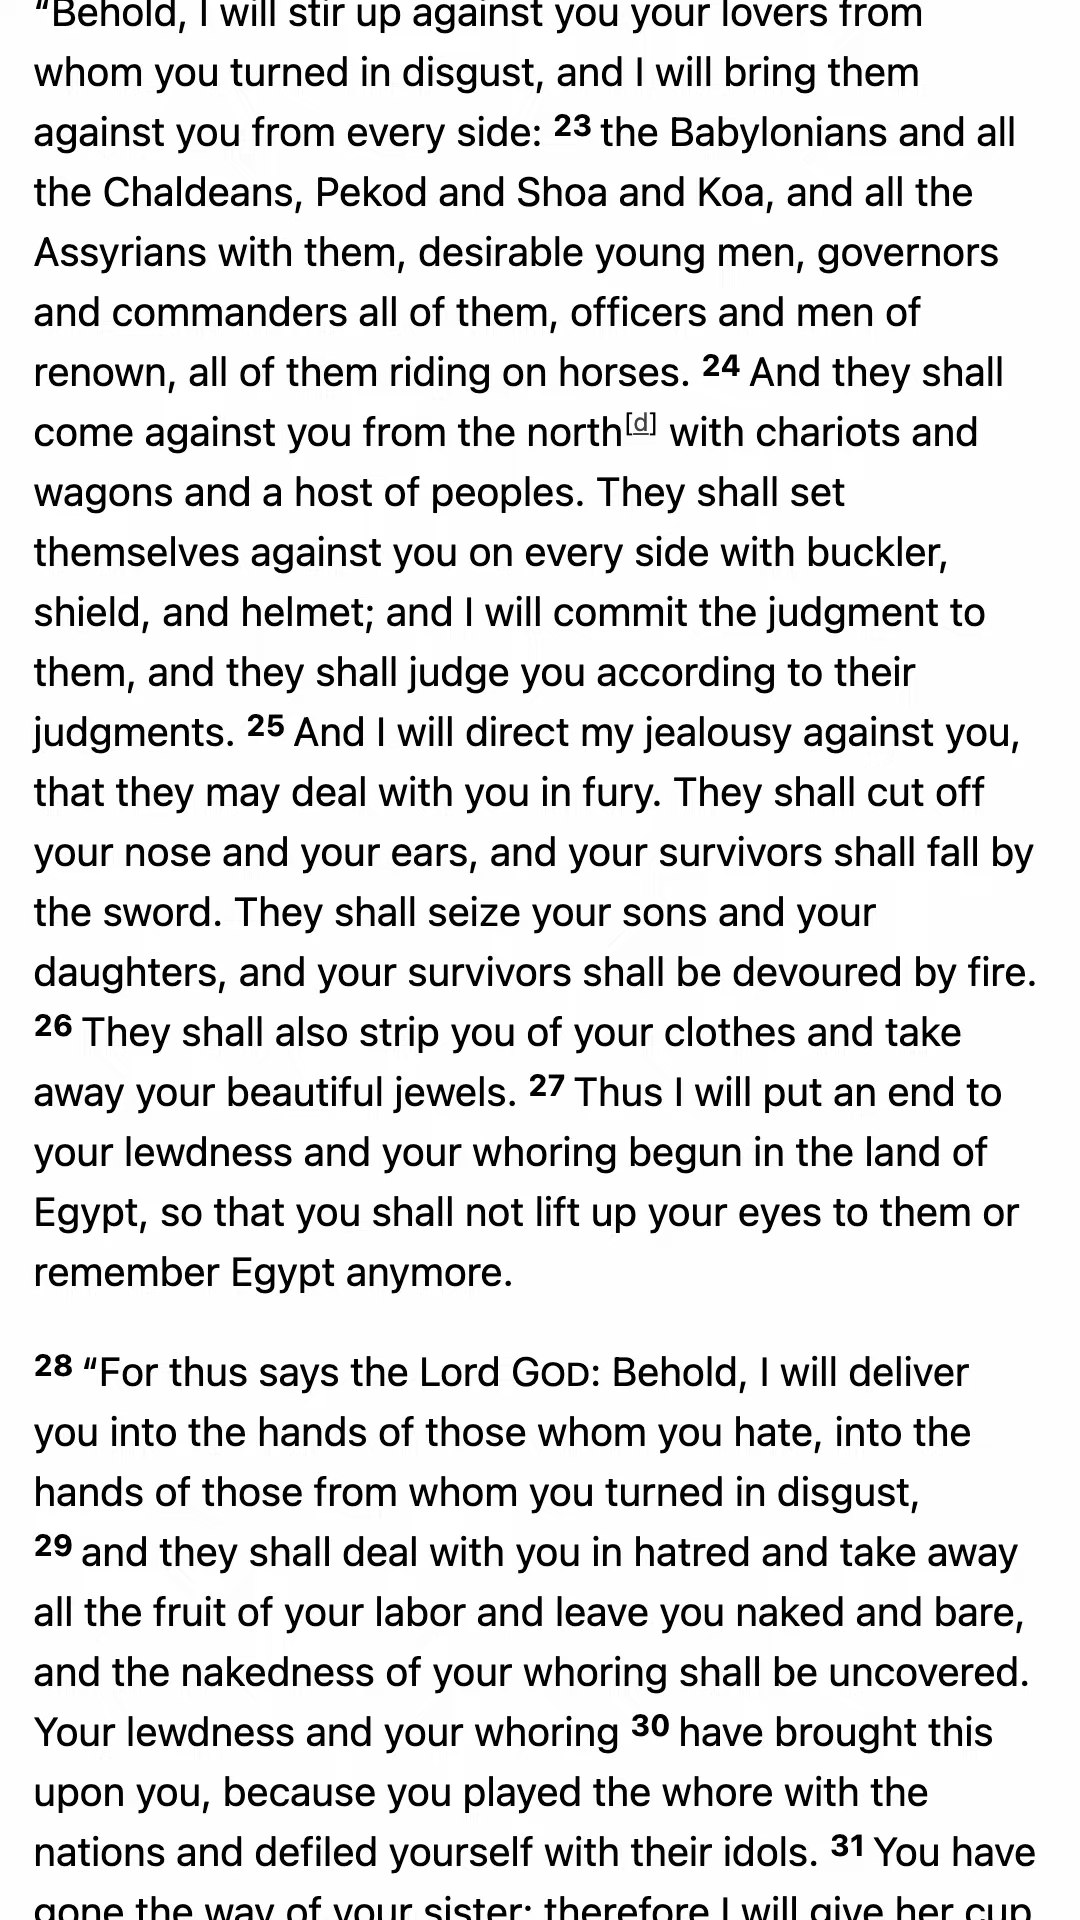 “Behold, I will stir up against you your lovers from
whom you turned in disgust, and I will bring them
against you from every side: 23 the Babylonians and all
the Chaldeans, Pekod and Shoa and Koa, and all the
Assyrians with them, desirable young men, governors
and commanders all of them, officers and men of
renown, all of them riding on horses. 24 And they shall
come against you from the north[d] with chariots and
wagons and a host of peoples. They shall set
themselves against you on every side with buckler,
shield, and helmet; and I will commit the judgment to
them, and they shall judge you according to their
judgments. 25 And I will direct my jealousy against you,
that they may deal with you in fury. They shall cut off
your nose and your ears, and your survivors shall fall by
the sword. They shall seize your sons and your
daughters, and your survivors shall be devoured by fire.
26 They shall also strip you of your clothes and take
away your beautiful jewels. 27 Thus I will put an end to
your lewdness and your whoring begun in the land of
Egypt, so that you shall not lift up your eyes to them or
remember Egypt anymore.
28 “For thus says the Lord GOD: Behold, I will deliver
you into the hands of those whom you hate, into the
hands of those from whom you turned in disgust,
29 and they shall deal with you in hatred and take away
all the fruit of your labor and leave you naked and bare,
and the nakedness of your whoring shall be uncovered.
Your lewdness and your whoring 30 have brought this
upon you, because you played the whore with the
nations and defiled yourself with their idols. 31 You have
gone the way of your sister; therefore I will give her cup